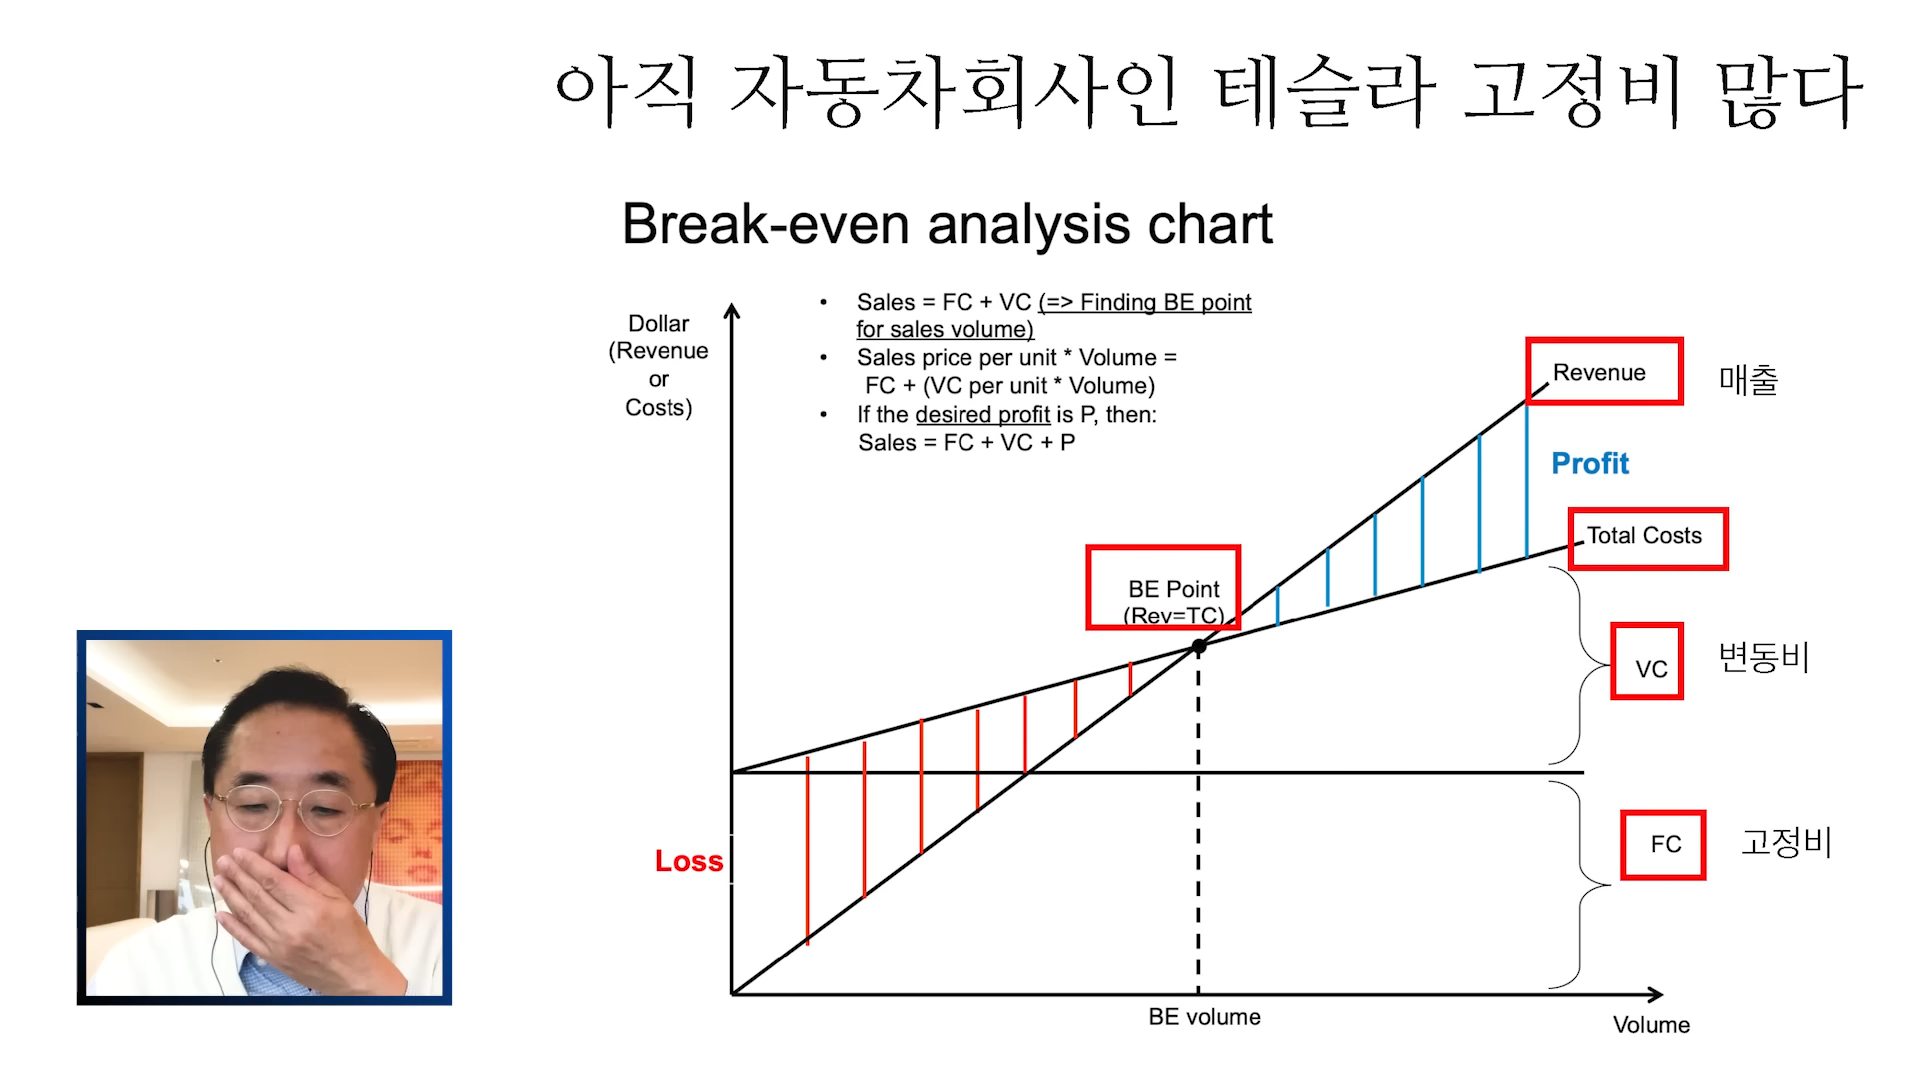 아직 자동차회사인 테슬라 고정비 많다
Break-even analysis chart
Dollar
(Revenue
or
Costs)
• Sales = FC + VC (=> Finding BE point
for sales volume)
• Sales price per unit * Volume =
FC + (VC per unit * Volume)
• If the desired profit is P, then:
Sales = FC + VC + P
Revenue
매출
Profit
Total Costs
BE Point
(Rev=TC)
VC
변동비
Loss
FC
고정비
BE volume
Volume